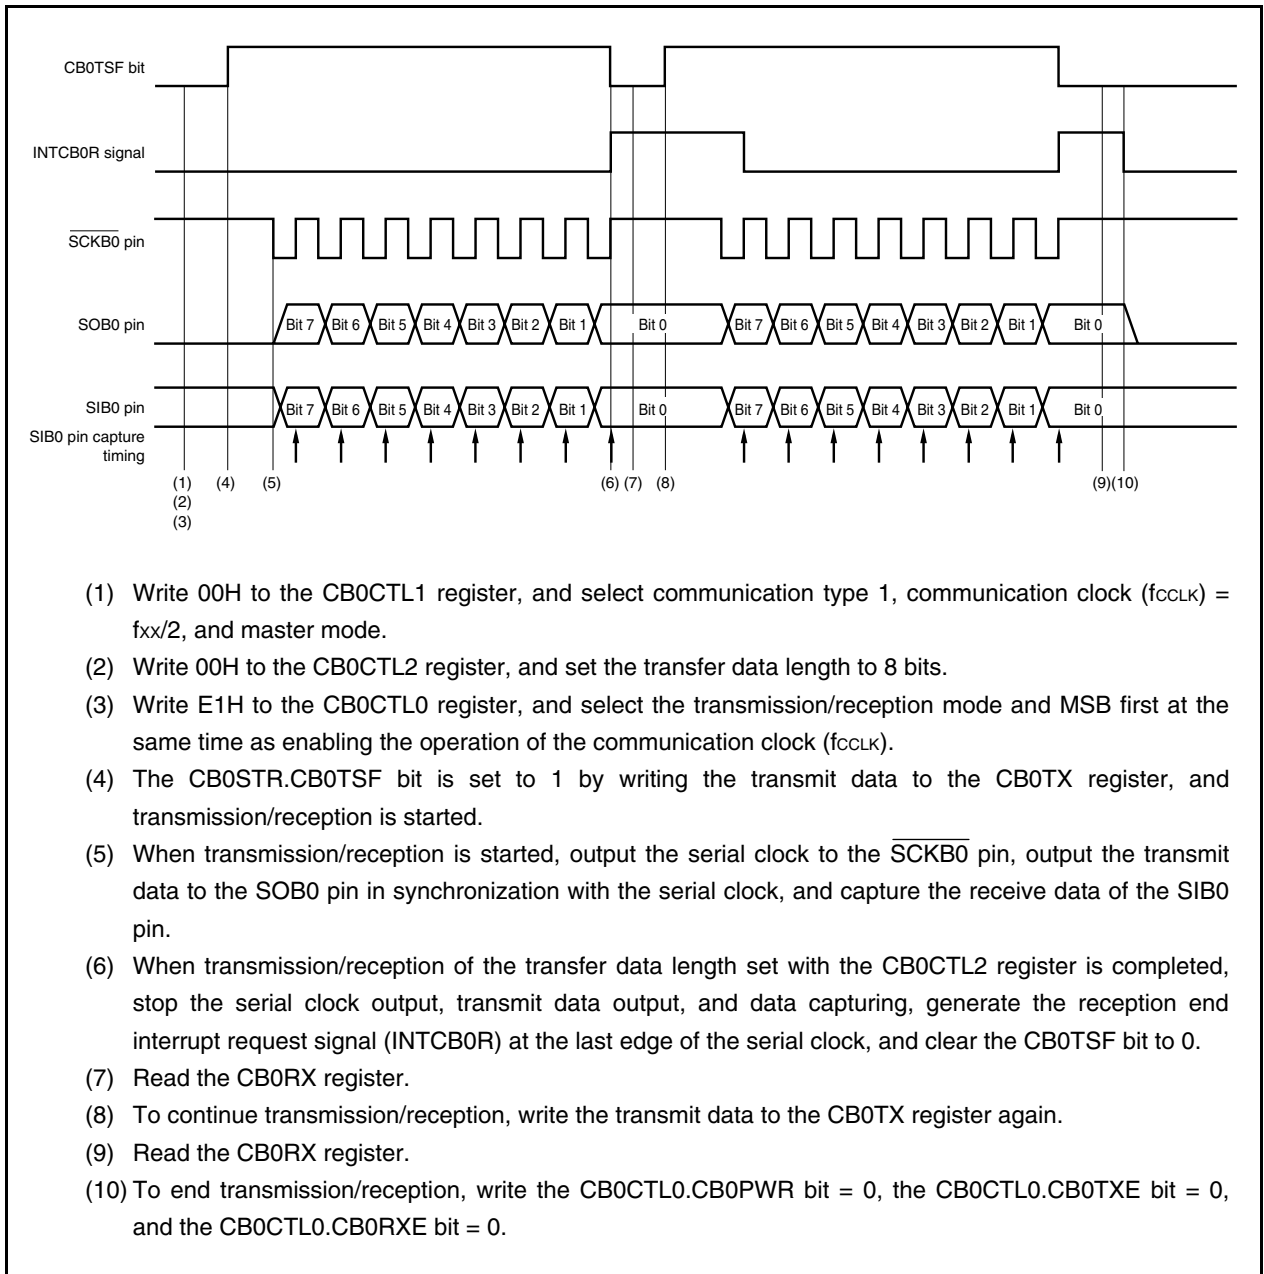 CB0TSF bit
INTCB0R signal
SCKB0 pin
SOB0 pin
Bit 7 Bit 6 Bit 5 Bit 4 Bit 3 Bit 2 Bit 1 Bit 0 Bit 7 Bit 6 Bit 5 Bit 4 Bit 3 Bit 2 Bit 1 Bit 0
SIB0 pin
Bit 7 Bit 6 Bit 5 Bit 4 Bit 3 Bit 2 Bit 1 Bit 0 Bit 7 Bit 6 Bit 5 Bit 4 Bit 3 Bit 2 Bit 1 Bit 0
SIB0 pin capture
timing
(1) (4) (5) (6) (7) (8) (9) (10)
(2)
(3)
(1) Write 00H to the CB0CTL1 register, and select communication type 1, communication clock (fCCLK) =
fXX/2, and master mode.
(2) Write 00H to the CB0CTL2 register, and set the transfer data length to 8 bits.
(3) Write E1H to the CB0CTL0 register, and select the transmission/reception mode and MSB first at the
same time as enabling the operation of the communication clock (fCCLK).
(4) The CB0STR.CB0TSF bit is set to 1 by writing the transmit data to the CB0TX register, and
transmission/reception is started.
(5) When transmission/reception is started, output the serial clock to the SCKB0 pin, output the transmit
data to the SOB0 pin in synchronization with the serial clock, and capture the receive data of the SIB0
pin.
(6) When transmission/reception of the transfer data length set with the CB0CTL2 register is completed,
stop the serial clock output, transmit data output, and data capturing, generate the reception end
interrupt request signal (INTCB0R) at the last edge of the serial clock, and clear the CB0TSF bit to 0.
(7) Read the CB0RX register.
(8) To continue transmission/reception, write the transmit data to the CB0TX register again.
(9) Read the CB0RX register.
(10) To end transmission/reception, write the CB0CTL0.CB0PWR bit = 0, the CB0CTL0.CB0TXE bit = 0,
and the CB0CTL0.CB0RXE bit = 0.